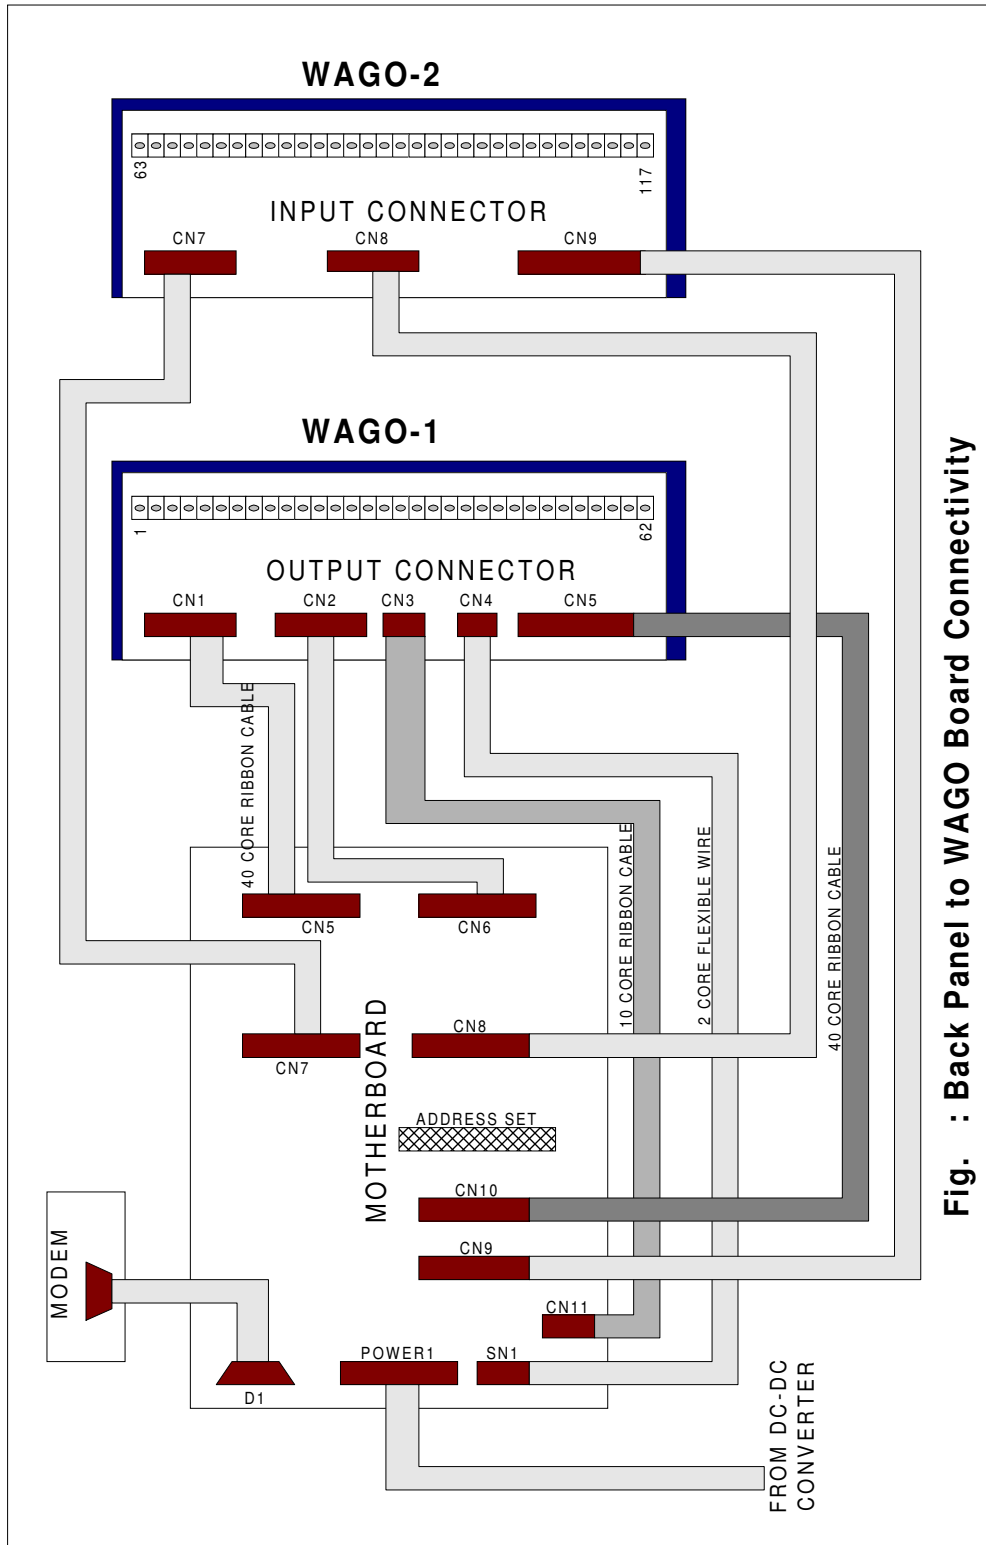 WAGO-2
63
117
INPUT CONNECTOR
CN7
CN8
CN9
WAGO-1
1
62
OUTPUT CONNECTOR
CN1
CN2
CN3
CN4
CN5
40 CORE RIBBON CABLE
10 CORE RIBBON CABLE
2 CORE FLEXIBLE WIRE
40 CORE RIBBON CABLE
CN5
CN6
CN8
CN7
MOTHERBOARD
ADDRESS SET
CN10
CN9
CN11
MODEM
POWER1
SN1
D1
FROM DC-DC
CONVERTER
Fig. : Back Panel to WAGO Board Connectivity